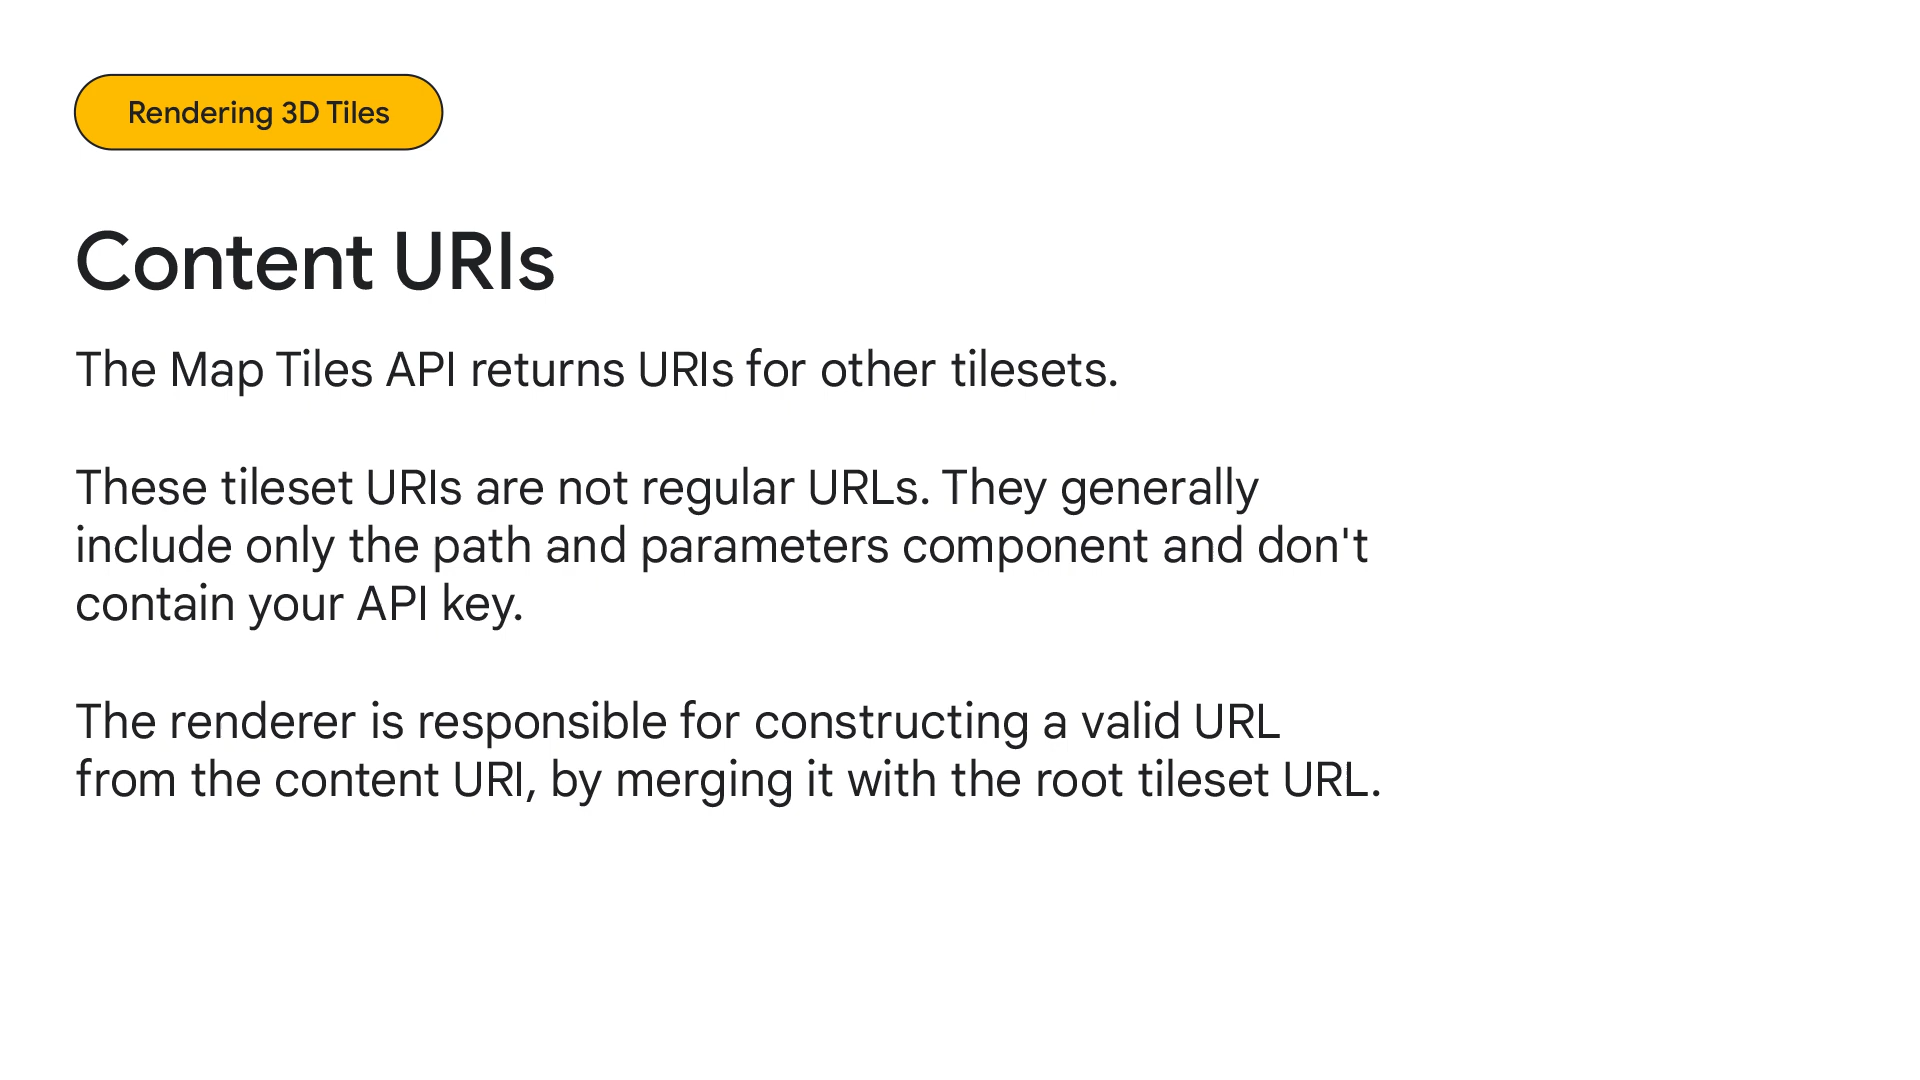 Rendering 3D Tiles
Content URIs
The Map Tiles API returns URIs for other tilesets.
These tileset URIs are not regular URLs. They generally
include only the path and parameters component and don't
contain your API key.
The renderer is responsible for constructing a valid URL
from the content URI, by merging it with the root tileset URL.